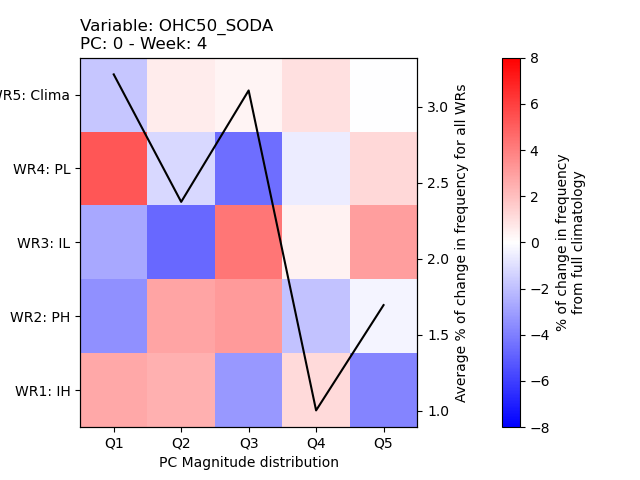 Variable: OHC50_SODA
PC: 0 - Week: 4
WR5: Clima
WR4: PL
WR3: IL
WR2: PH
WR1: IH
Q1 Q2 Q3 Q4 Q5
PC Magnitude distribution
3.0
2.5
2.0
1.5
1.0
Average % of change in frequency for all WRs
8
6
4
2
0
−2
−4
−6
−8
% of change in frequency
from full climatology